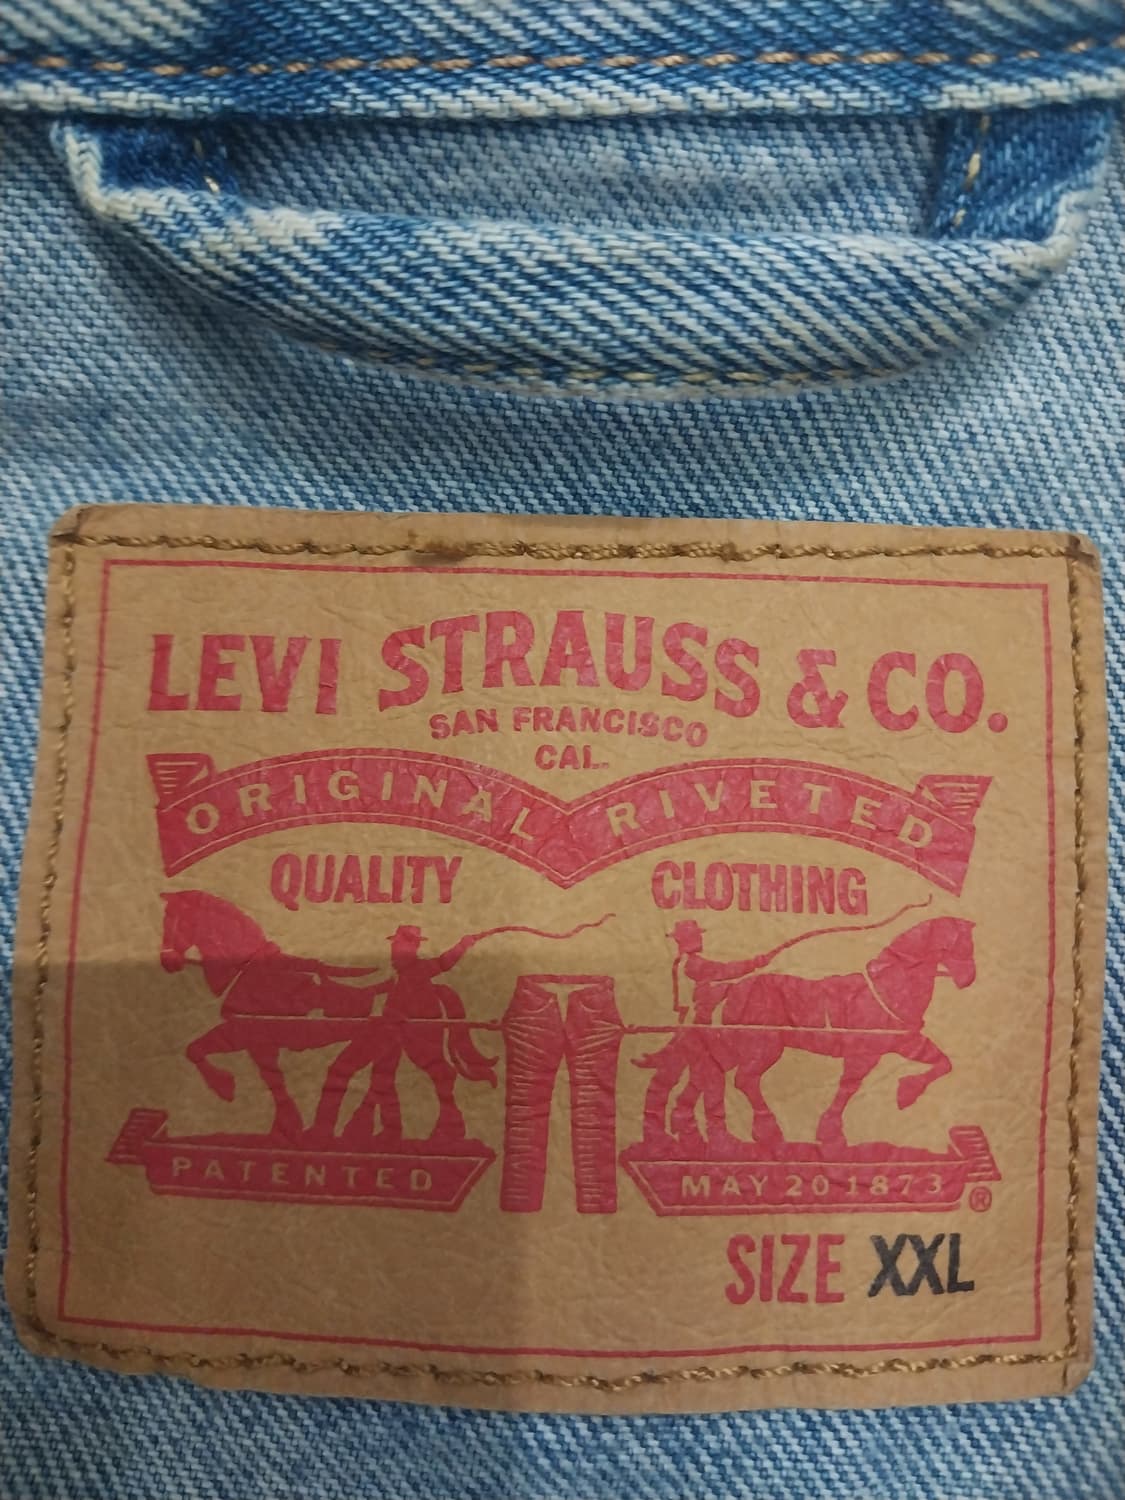 LEVI STRAUSS & CO.
SAN FRANCISCO
CAL.
ORIGINAL RIVETED
QUALITY CLOTHING
PATENTED MAY 20 1873 ®
SIZE XXL